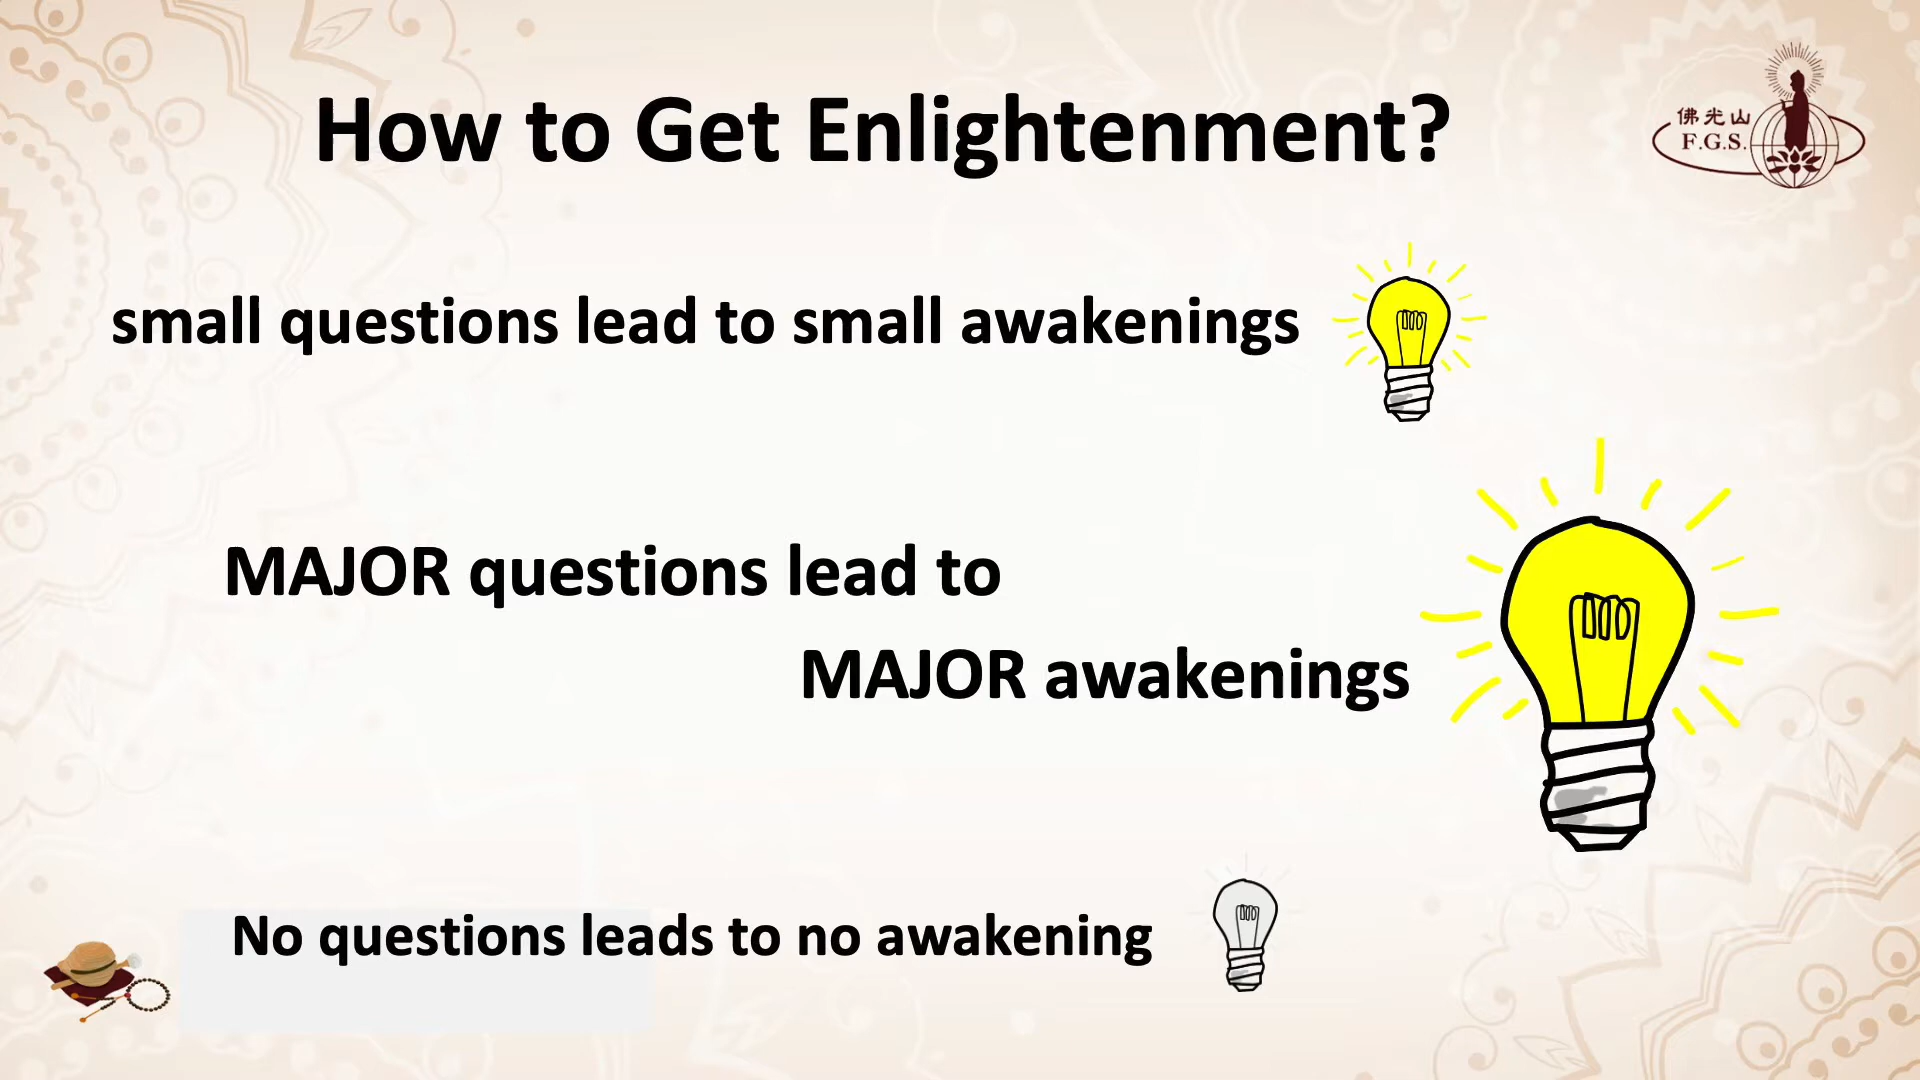 How to Get Enlightenment?
佛光山
F.G.S.
small questions lead to small awakenings
MAJOR questions lead to
MAJOR awakenings
No questions leads to no awakening